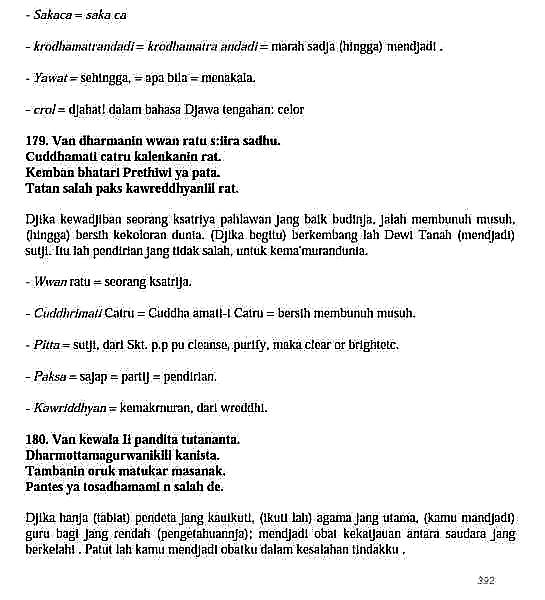 - Sakaca = saka ca
- krodhamatrandadi= krodhamatra andadi= marah sadja (hingga) mendjadi .
- Yawat = sehingga, = apa bila = menakala.
- crol = djahat! dalam bahasa Djawa tengahan: celor
179. Van dharmanin wwan ratu s:lira sadhu.
Cuddhamati catru kalenkanin rat.
Kemban bhatari Prethiwi ya pata.
Tatan salah paks kawreddhyanlil rat.
Djika kewadjiban seorang ksatriya pahlawan jang baik budinja, jalah membunuh musuh,
(hingga) bersih kekoloran dunia. (Djika begitu) berkembang lah Dewi Tanah (mendjadi)
sutji. Itu lah pendirian jang tidak salah, untuk kema'murandunia.
- Wwan ratu = seorang ksatrija.
- Cuddhrimati Catru = Cuddha amati-i Catru = bersih membunuh musuh.
- Pitta = sutji, dari Skt. p.p pu cleanse, purify, maka clear or brightetc.
- Paksa = sajap = partij = pendirian.
- Kawriddhyan = kemakrnuran, dari wreddhi.
180. Van kewala li pandita tutananta.
Dharmottamagurwanikili kanista.
Tambanin oruk matukar masanak.
Pantes ya tosadhamami n salah de.
Djika hanja (tabiat) pendeta jang kauikuti, (ikuti lah) agama jang utama, (kamu mandjadi)
guru bagi jang rendah (pengetahuannja); mendjadi obat kekatjauan antara saudara jang
berkelahi . Patut lah kamu mendjadi obatku dalam kesalahan tindakku .
392